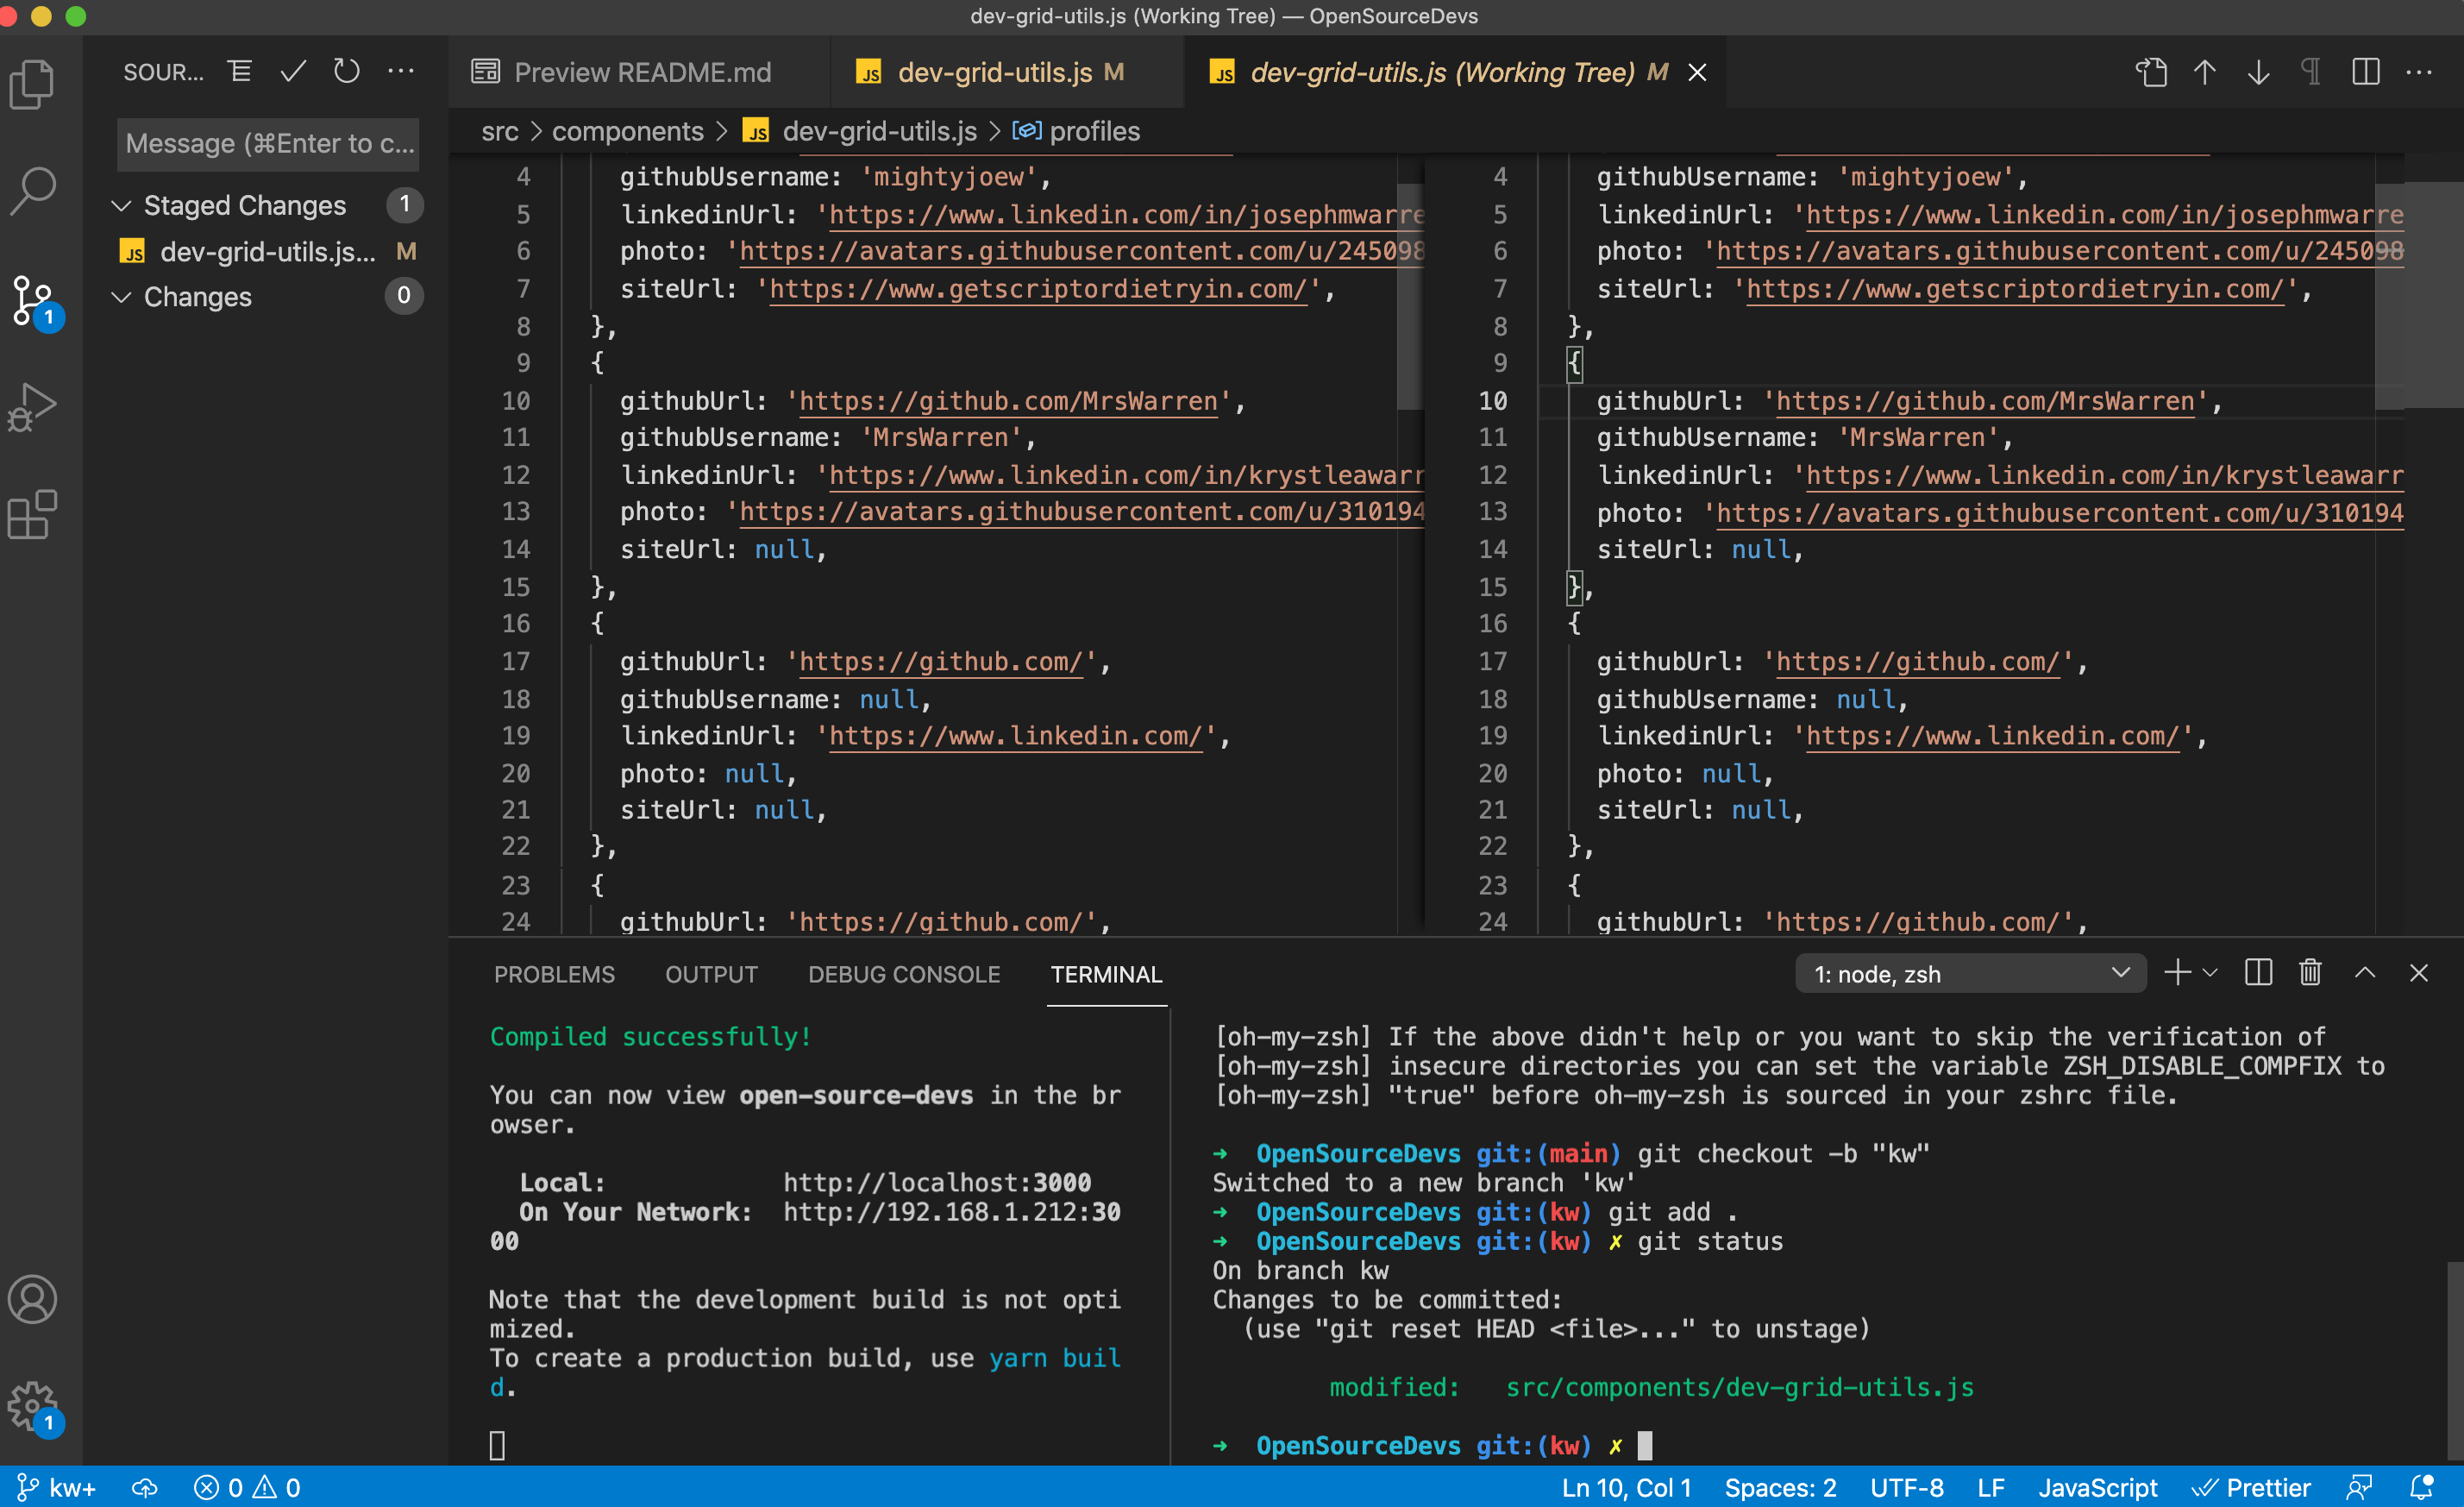 dev-grid-utils.js (Working Tree) — OpenSourceDevs
SOUR...
Preview README.md
JS dev-grid-utils.js M
JS dev-grid-utils.js (Working Tree) M
src > components > JS dev-grid-utils.js > profiles
Message (⌘Enter to c...
Staged Changes 1
JS dev-grid-utils.js... M
Changes 0
1
4 githubUsername: 'mightyjoew',
5 linkedinUrl: 'https://www.linkedin.com/in/josephmwarre
6 photo: 'https://avatars.githubusercontent.com/u/245098
7 siteUrl: 'https://www.getscriptordietryin.com/',
8 },
9 {
10 githubUrl: 'https://github.com/MrsWarren',
11 githubUsername: 'MrsWarren',
12 linkedinUrl: 'https://www.linkedin.com/in/krystleawarr
13 photo: 'https://avatars.githubusercontent.com/u/310194
14 siteUrl: null,
15 },
16 {
17 githubUrl: 'https://github.com/',
18 githubUsername: null,
19 linkedinUrl: 'https://www.linkedin.com/',
20 photo: null,
21 siteUrl: null,
22 },
23 {
24 githubUrl: 'https://github.com/',
4 githubUsername: 'mightyjoew',
5 linkedinUrl: 'https://www.linkedin.com/in/josephmwarre
6 photo: 'https://avatars.githubusercontent.com/u/245098
7 siteUrl: 'https://www.getscriptordietryin.com/',
8 },
9 {
10 githubUrl: 'https://github.com/MrsWarren',
11 githubUsername: 'MrsWarren',
12 linkedinUrl: 'https://www.linkedin.com/in/krystleawarr
13 photo: 'https://avatars.githubusercontent.com/u/310194
14 siteUrl: null,
15 },
16 {
17 githubUrl: 'https://github.com/',
18 githubUsername: null,
19 linkedinUrl: 'https://www.linkedin.com/',
20 photo: null,
21 siteUrl: null,
22 },
23 {
24 githubUrl: 'https://github.com/',
PROBLEMS OUTPUT DEBUG CONSOLE TERMINAL
1: node, zsh
Compiled successfully!
You can now view open-source-devs in the br
owser.
Local: http://localhost:3000
On Your Network: http://192.168.1.212:30
00
Note that the development build is not opti
mized.
To create a production build, use yarn buil
d.
[oh-my-zsh] If the above didn't help or you want to skip the verification of
[oh-my-zsh] insecure directories you can set the variable ZSH_DISABLE_COMPFIX to
[oh-my-zsh] "true" before oh-my-zsh is sourced in your zshrc file.
➜ OpenSourceDevs git:(main) git checkout -b "kw"
Switched to a new branch 'kw'
➜ OpenSourceDevs git:(kw) git add .
➜ OpenSourceDevs git:(kw) ✗ git status
On branch kw
Changes to be committed:
(use "git reset HEAD <file>..." to unstage)
modified: src/components/dev-grid-utils.js
➜ OpenSourceDevs git:(kw) ✗
1
kw+ 0 0
Ln 10, Col 1 Spaces: 2 UTF-8 LF JavaScript Prettier